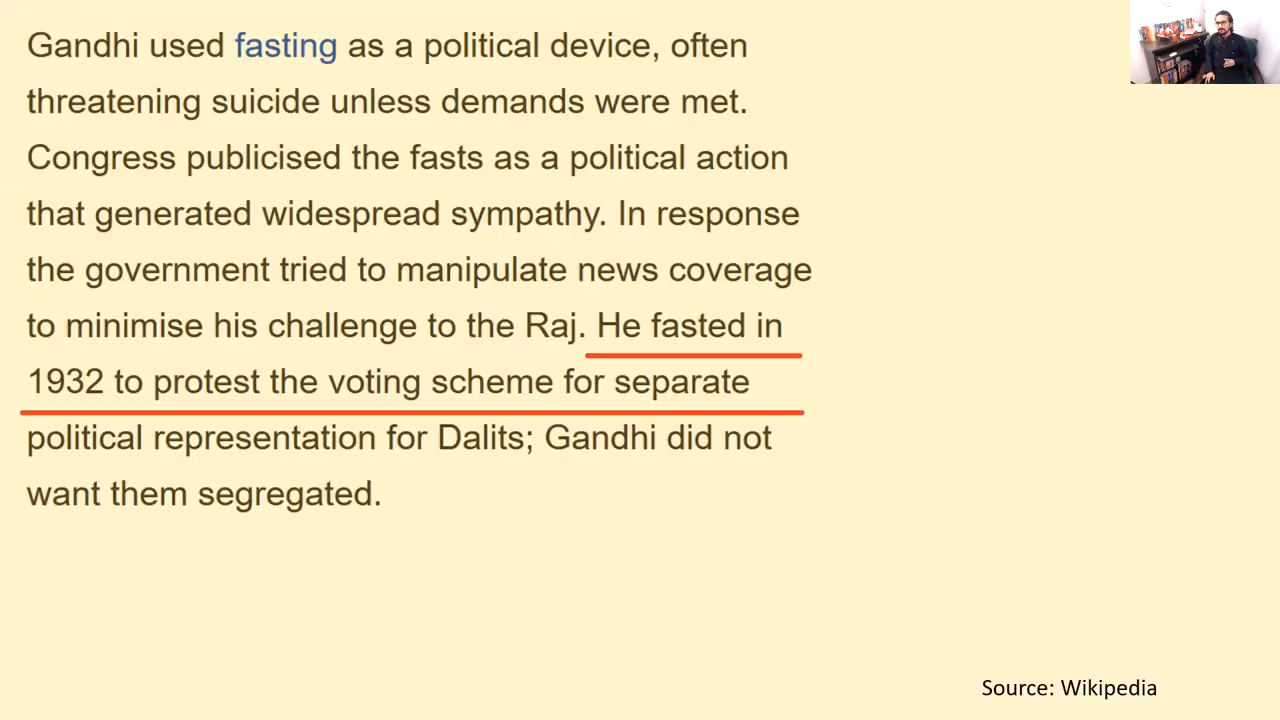 Gandhi used fasting as a political device, often
threatening suicide unless demands were met.
Congress publicised the fasts as a political action
that generated widespread sympathy. In response
the government tried to manipulate news coverage
to minimise his challenge to the Raj. He fasted in
1932 to protest the voting scheme for separate
political representation for Dalits; Gandhi did not
want them segregated.
Source: Wikipedia